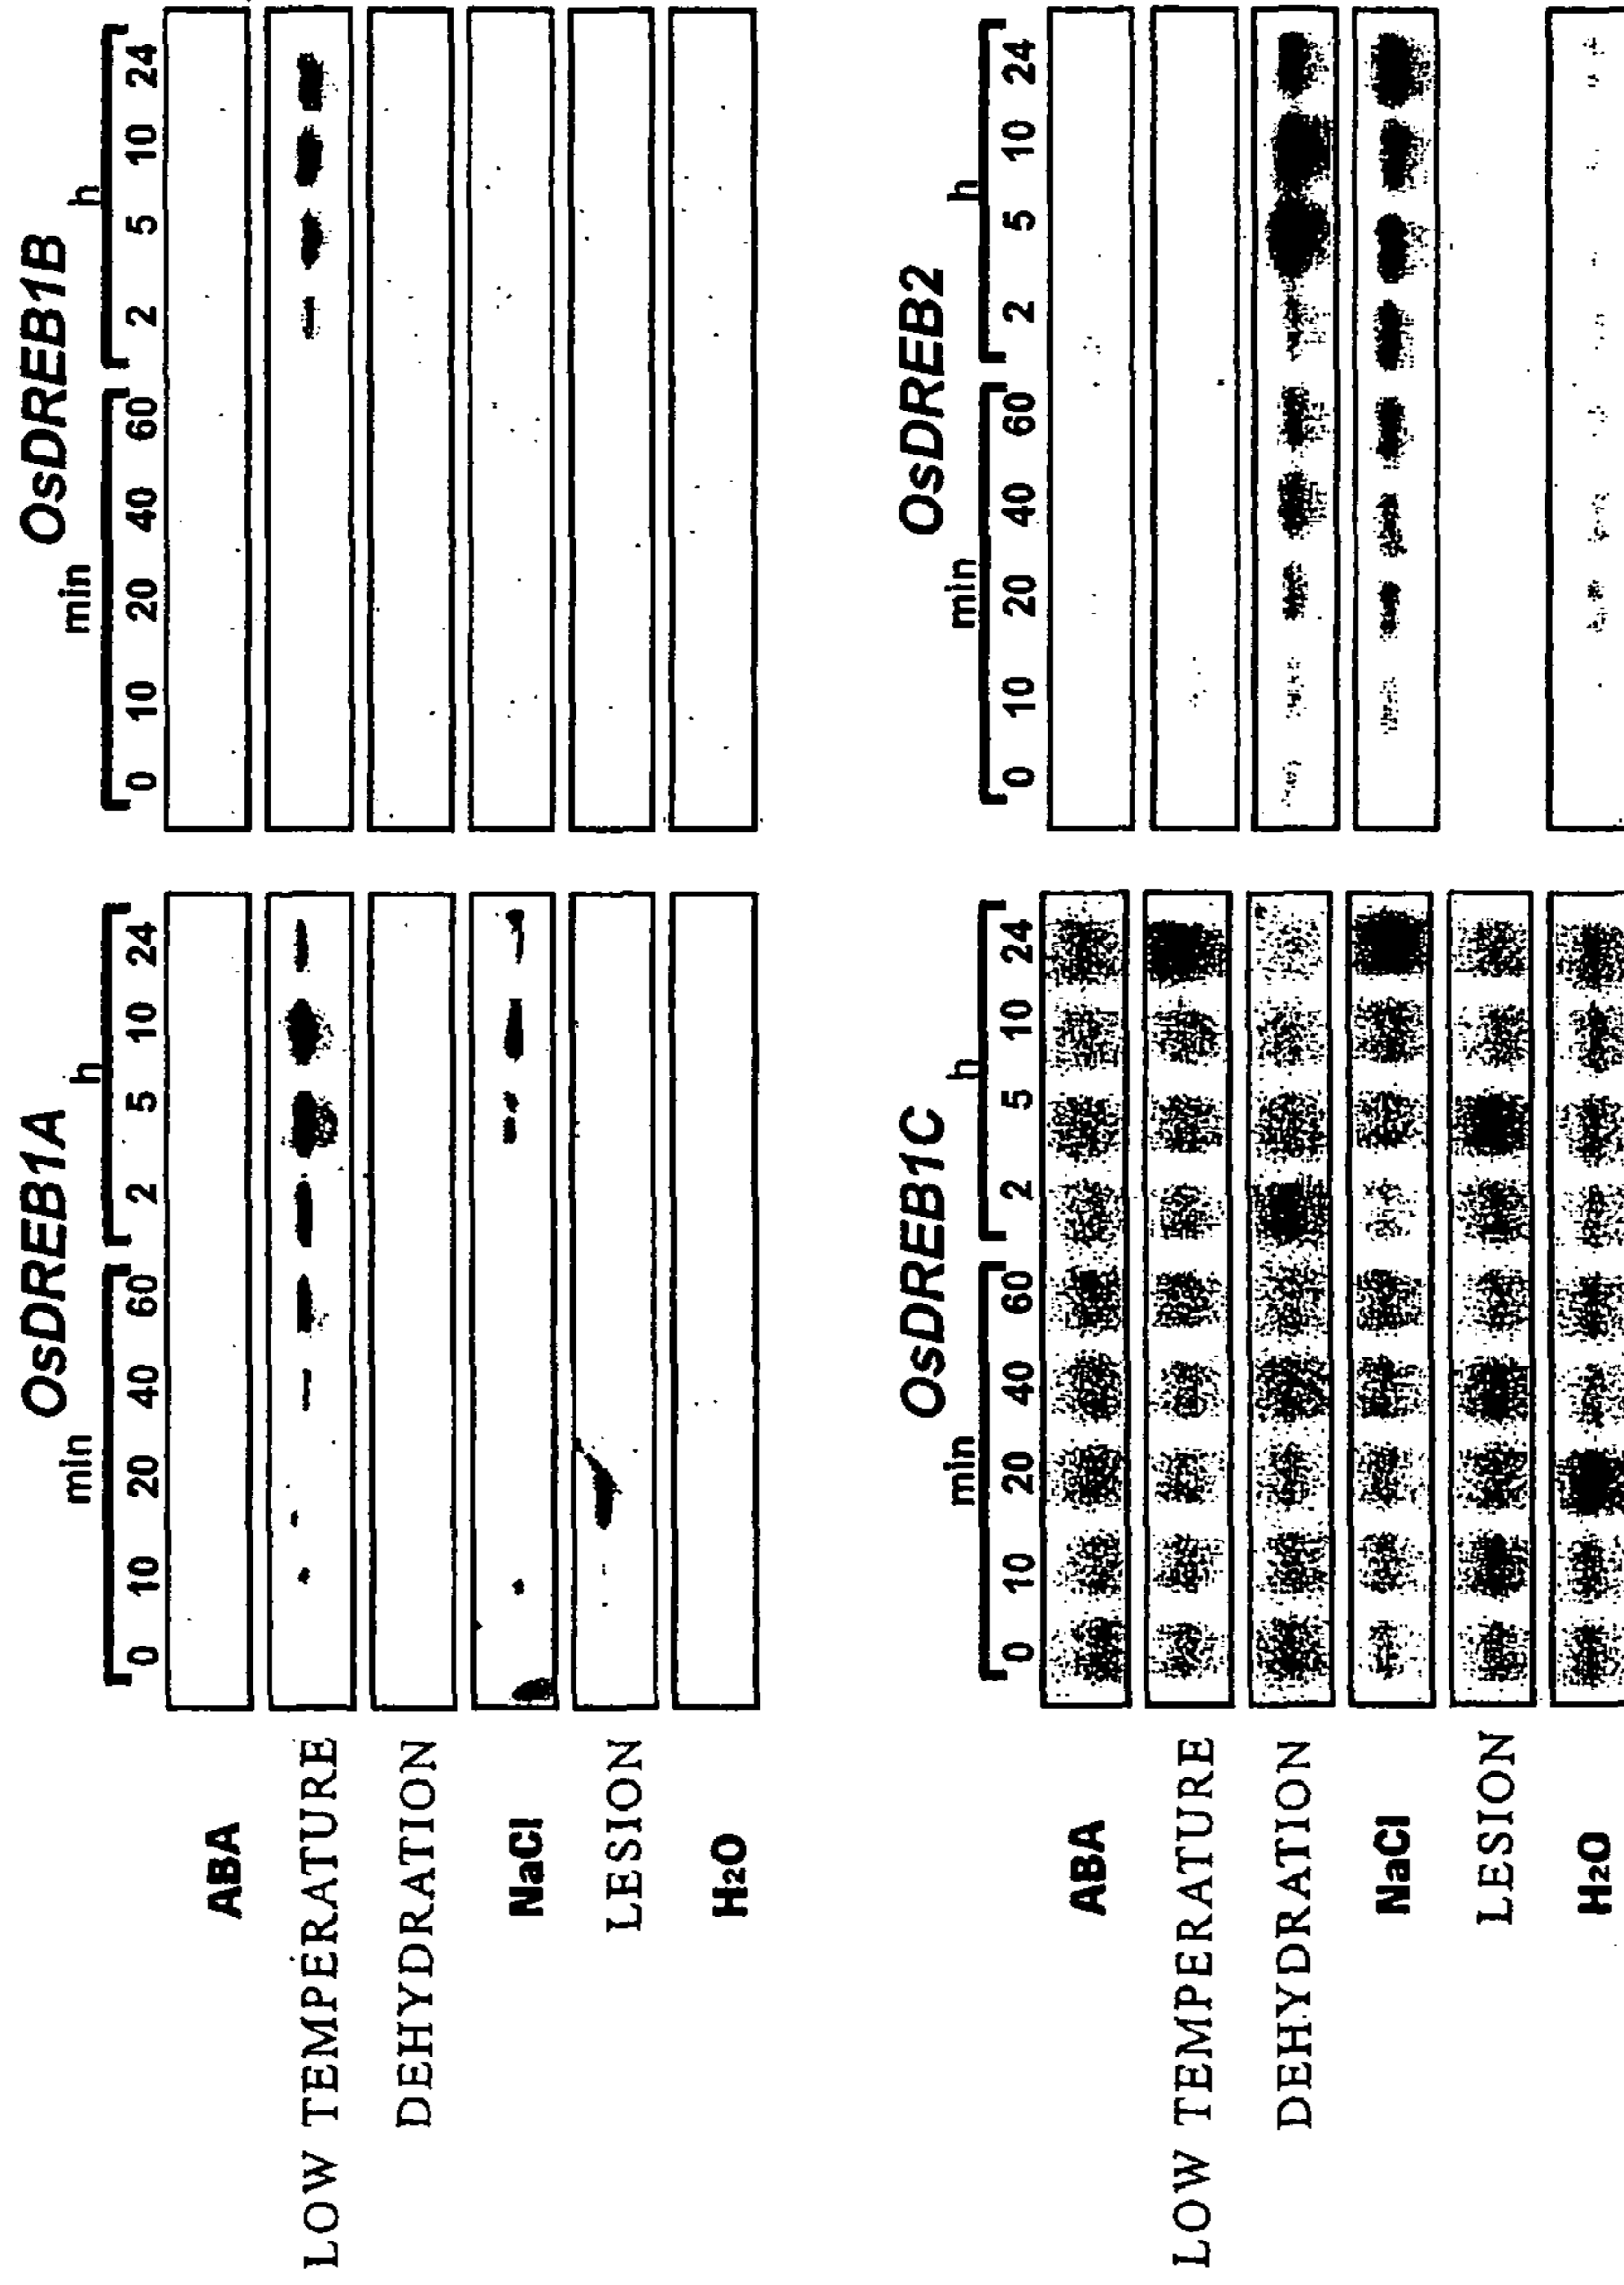 OsDREB1A
min h
0 10 20 40 60 2 5 10 24
OsDREB1B
min h
0 10 20 40 60 2 5 10 24
ABA
LOW TEMPERATURE
DEHYDRATION
NaCl
LESION
H₂O
OsDREB1C
min h
0 10 20 40 60 2 5 10 24
OsDREB2
min h
0 10 20 40 60 2 5 10 24
ABA
LOW TEMPERATURE
DEHYDRATION
NaCl
LESION
H₂O